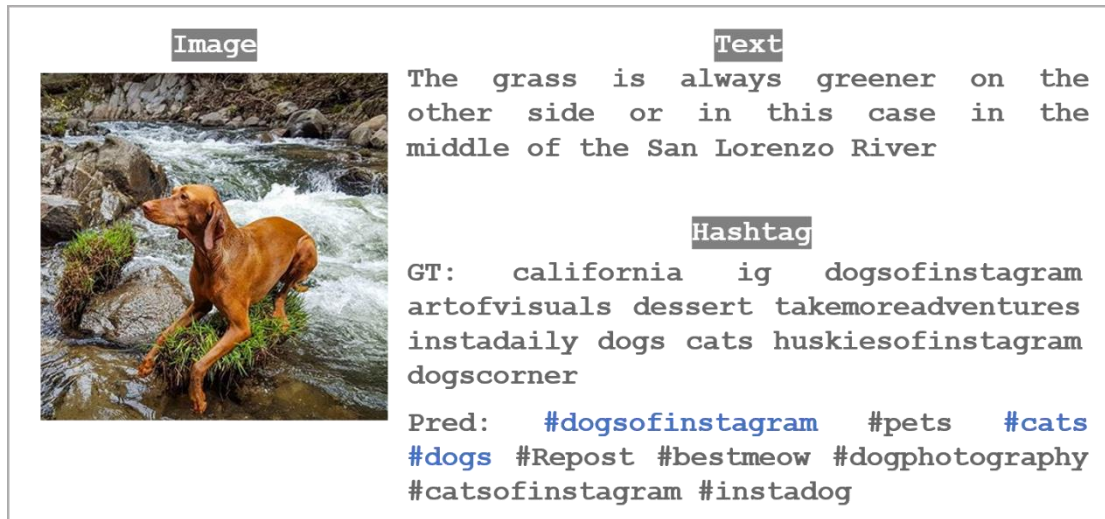 Image
Text
The grass is always greener on the
other side or in this case in the
middle of the San Lorenzo River
Hashtag
GT: california ig dogsofinstagram
artofvisuals dessert takemoreadventures
instadaily dogs cats huskiesofinstagram
dogscorner
Pred: #dogsofinstagram #pets #cats
#dogs #Repost #bestmeow #dogphotography
#catsofinstagram #instadog